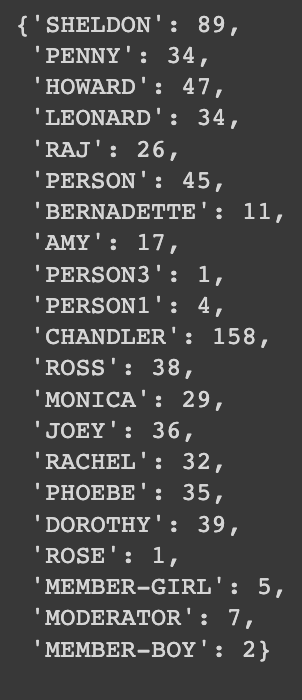 {'SHELDON': 89,
'PENNY': 34,
'HOWARD': 47,
'LEONARD': 34,
'RAJ': 26,
'PERSON': 45,
'BERNADETTE': 11,
'AMY': 17,
'PERSON3': 1,
'PERSON1': 4,
'CHANDLER': 158,
'ROSS': 38,
'MONICA': 29,
'JOEY': 36,
'RACHEL': 32,
'PHOEBE': 35,
'DOROTHY': 39,
'ROSE': 1,
'MEMBER-GIRL': 5,
'MODERATOR': 7,
'MEMBER-BOY': 2}